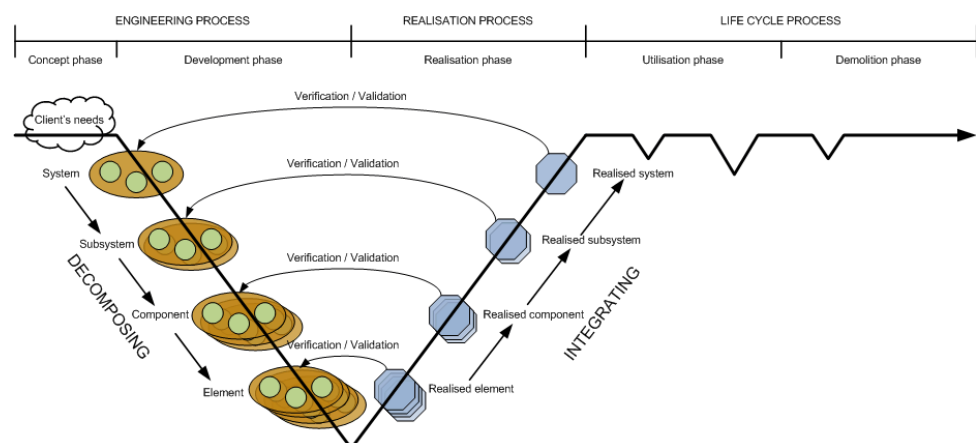 ENGINEERING PROCESS
REALISATION PROCESS
LIFE CYCLE PROCESS
Concept phase
Development phase
Realisation phase
Utilisation phase
Demolition phase
Client's needs
Verification / Validation
System
Realised system
Verification / Validation
Subsystem
Realised subsystem
Verification / Validation
DECOMPOSING
Component
Realised component
INTEGRATING
Verification / Validation
Element
Realised element